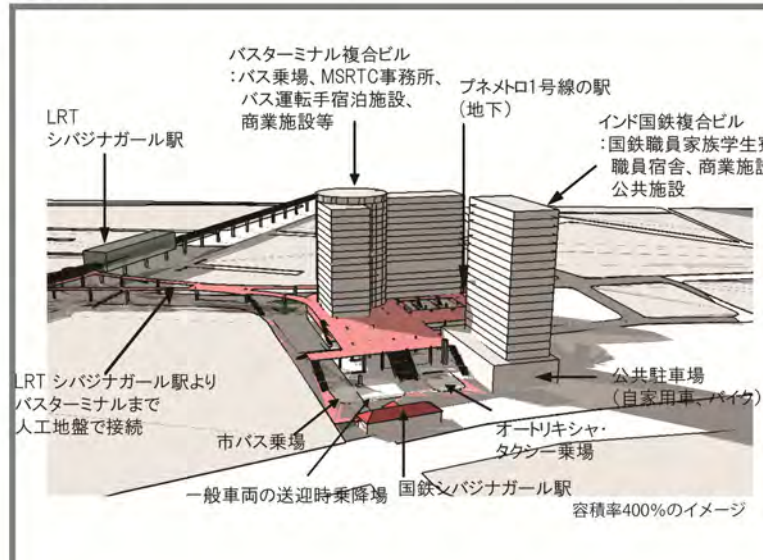 バスターミナル複合ビル
：バス乗場、MSRTC事務所、
バス運転手宿泊施設、
商業施設等
プネメトロ1号線の駅
（地下）
LRT
シバジナガール駅
インド国鉄複合ビル
：国鉄職員家族学生寮
職員宿舎、商業施設
公共施設
LRT シバジナガール駅より
バスターミナルまで
人工地盤で接続
公共駐車場
（自家用車、バイク）
市バス乗場
オートリキシャ・
タクシー乗場
一般車両の送迎時乗降場
国鉄シバジナガール駅
容積率400%のイメージ